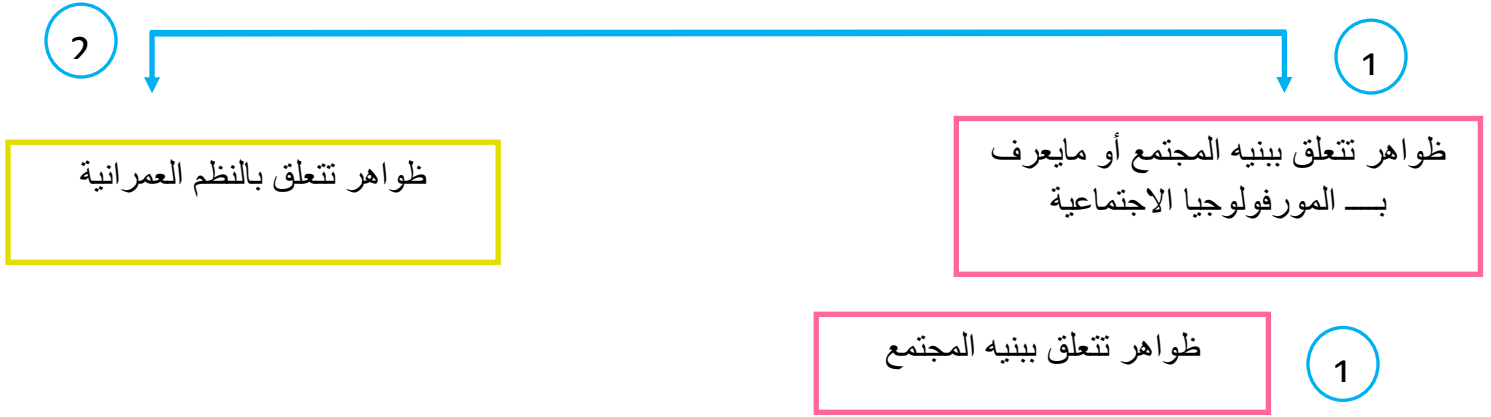 1
ظواهر تتعلق ببنيه المجتمع أو مايعرف
بـــ المورفولوجيا الاجتماعية
2
ظواهر تتعلق بالنظم العمرانية
1
ظواهر تتعلق ببنيه المجتمع